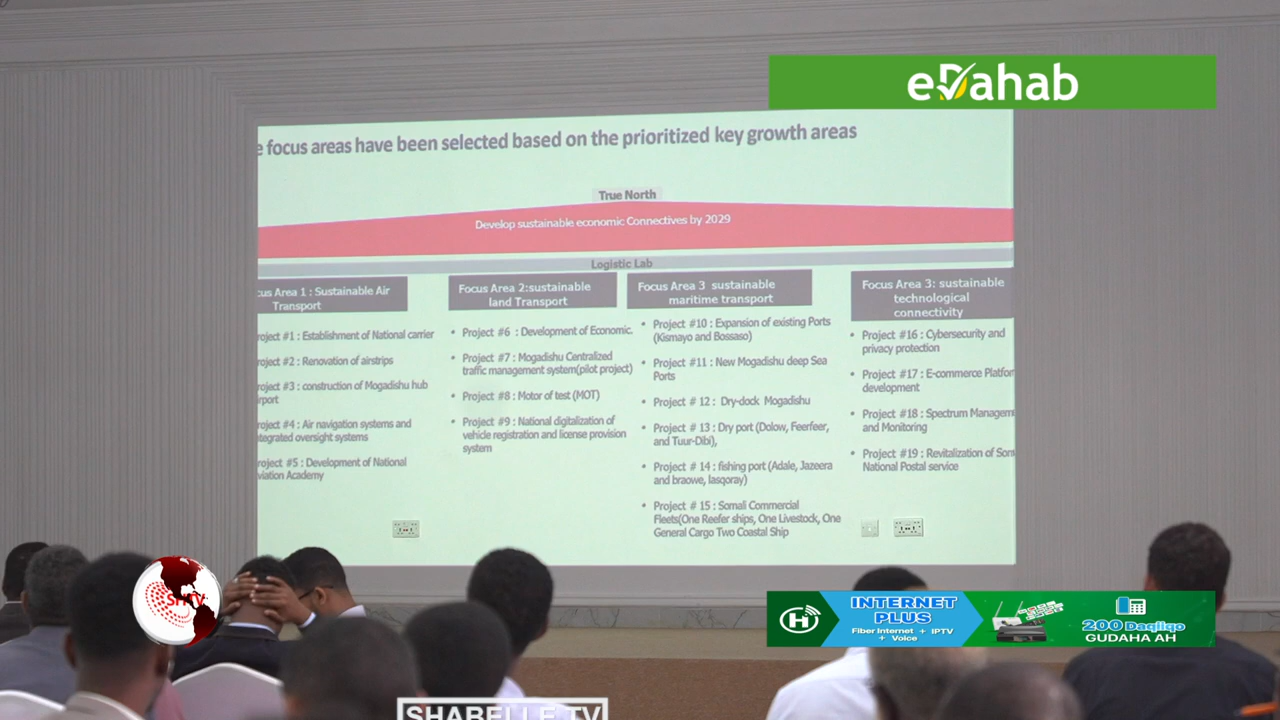 eDahab
e focus areas have been selected based on the prioritized key growth areas
True North
Develop sustainable economic Connectives by 2029
Logistic Lab
cus Area 1 : Sustainable Air
Transport
roject #1 : Establishment of National carrier
roject #2 : Renovation of airstrips
roject #3 : construction of Mogadishu hub
rport
roject #4 : Air navigation systems and
tegrated oversight systems
roject #5 : Development of National
viation Academy
Focus Area 2:sustainable
land Transport
• Project #6 : Development of Economic.
• Project #7 : Mogadishu Centralized
traffic management system(pilot project)
• Project #8 : Motor of test (MOT)
• Project #9 : National digitalization of
vehicle registration and license provision
system
Focus Area 3 sustainable
maritime transport
• Project #10 : Expansion of existing Ports
(Kismayo and Bossaso)
• Project #11 : New Mogadishu deep Sea
Ports
• Project # 12 : Dry-dock Mogadishu
• Project # 13 : Dry port (Dolow, Feerfeer,
and Tuur-Dibi),
• Project # 14 : fishing port (Adale, Jazeera
and braowe, lasqoray)
• Project # 15 : Somali Commercial
Fleets(One Reefer ships, One Livestock, One
General Cargo Two Coastal Ship
Focus Area 3: sustainable
technological
connectivity
• Project #16 : Cybersecurity and
privacy protection
• Project #17 : E-commerce Platfor
development
• Project #18 : Spectrum Managem
and Monitoring
• Project #19 : Revitalization of Som
National Postal service
SHTV
H
INTERNET
PLUS
Fiber Internet + IPTV
+ Voice
200 Daqiiqo
GUDAHA AH
SHABELLE TV